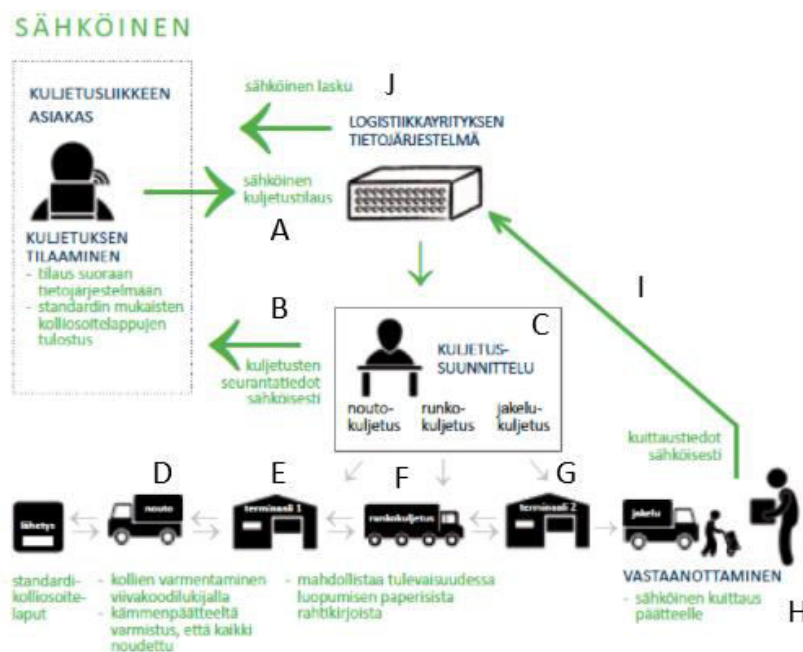 SÄHKÖINEN
KULJETUSLIIKKEEN
ASIAKAS
sähköinen lasku
J
LOGISTIIKKAYRITYKSEN
TIETOJÄRJESTELMÄ
sähköinen
kuljetustilaus
A
KULJETUKSEN
TILAAMINEN
- tilaus suoraan
tietojärjestelmään
- standardin mukaisten
kolliosoitelappujen
tulostus
B
kuljetusten
seurantatiedot
sähköisesti
C
KULJETUS-
SUUNNITTELU
nouto-
kuljetus
runko-
kuljetus
jakelu-
kuljetus
I
kuittaustiedot
sähköisesti
D
E
F
G
lähetys
nouto
terminaali 1
runkokuljetus
terminaali 2
jakelu
standardi-
kolliosoite-
laput
- kollien varmentaminen
viivakoodilukijalla
- kämmenpäätteeltä
varmistus, että kaikki
noudettu
- mahdollistaa tulevaisuudessa
luopumisen paperisista
rahtikirjoista
VASTAANOTTAMINEN
- sähköinen kuittaus
päätteelle
H